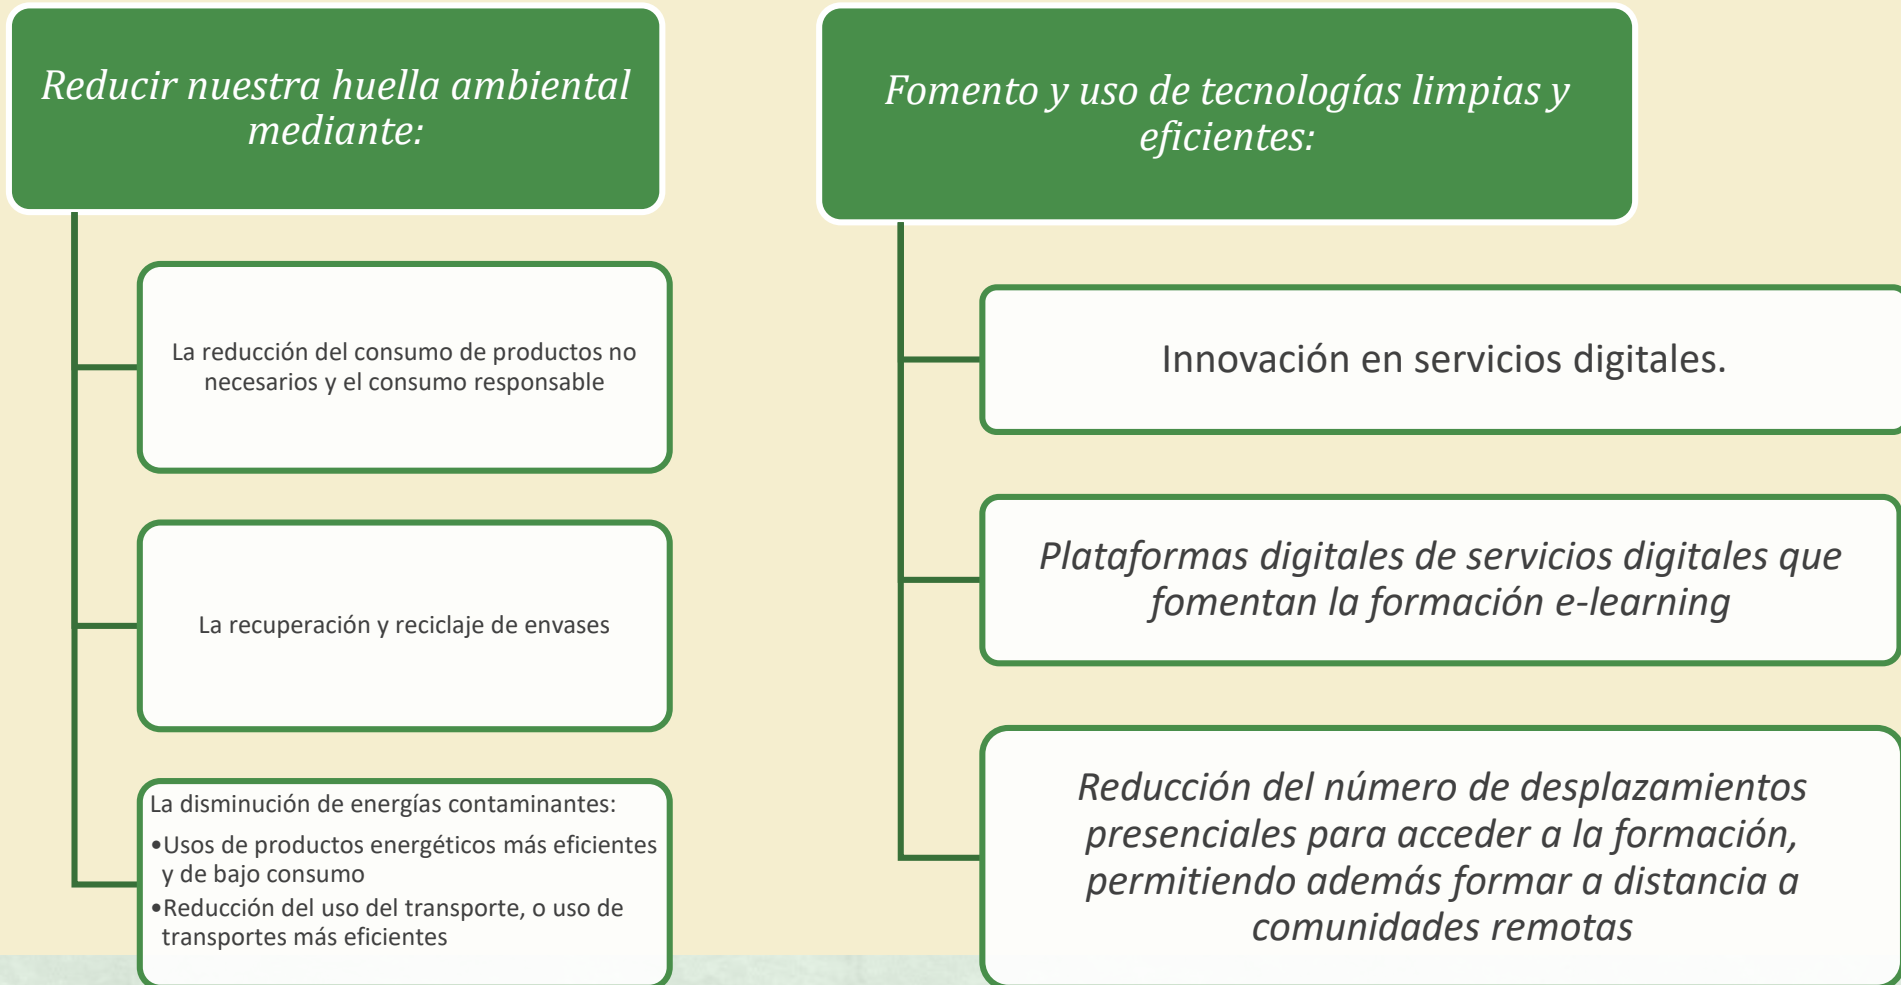 Reducir nuestra huella ambiental
mediante:
La reducción del consumo de productos no
necesarios y el consumo responsable
La recuperación y reciclaje de envases
La disminución de energías contaminantes:
•Usos de productos energéticos más eficientes
y de bajo consumo
•Reducción del uso del transporte, o uso de
transportes más eficientes
Fomento y uso de tecnologías limpias y
eficientes:
Innovación en servicios digitales.
Plataformas digitales de servicios digitales que
fomentan la formación e-learning
Reducción del número de desplazamientos
presenciales para acceder a la formación,
permitiendo además formar a distancia a
comunidades remotas